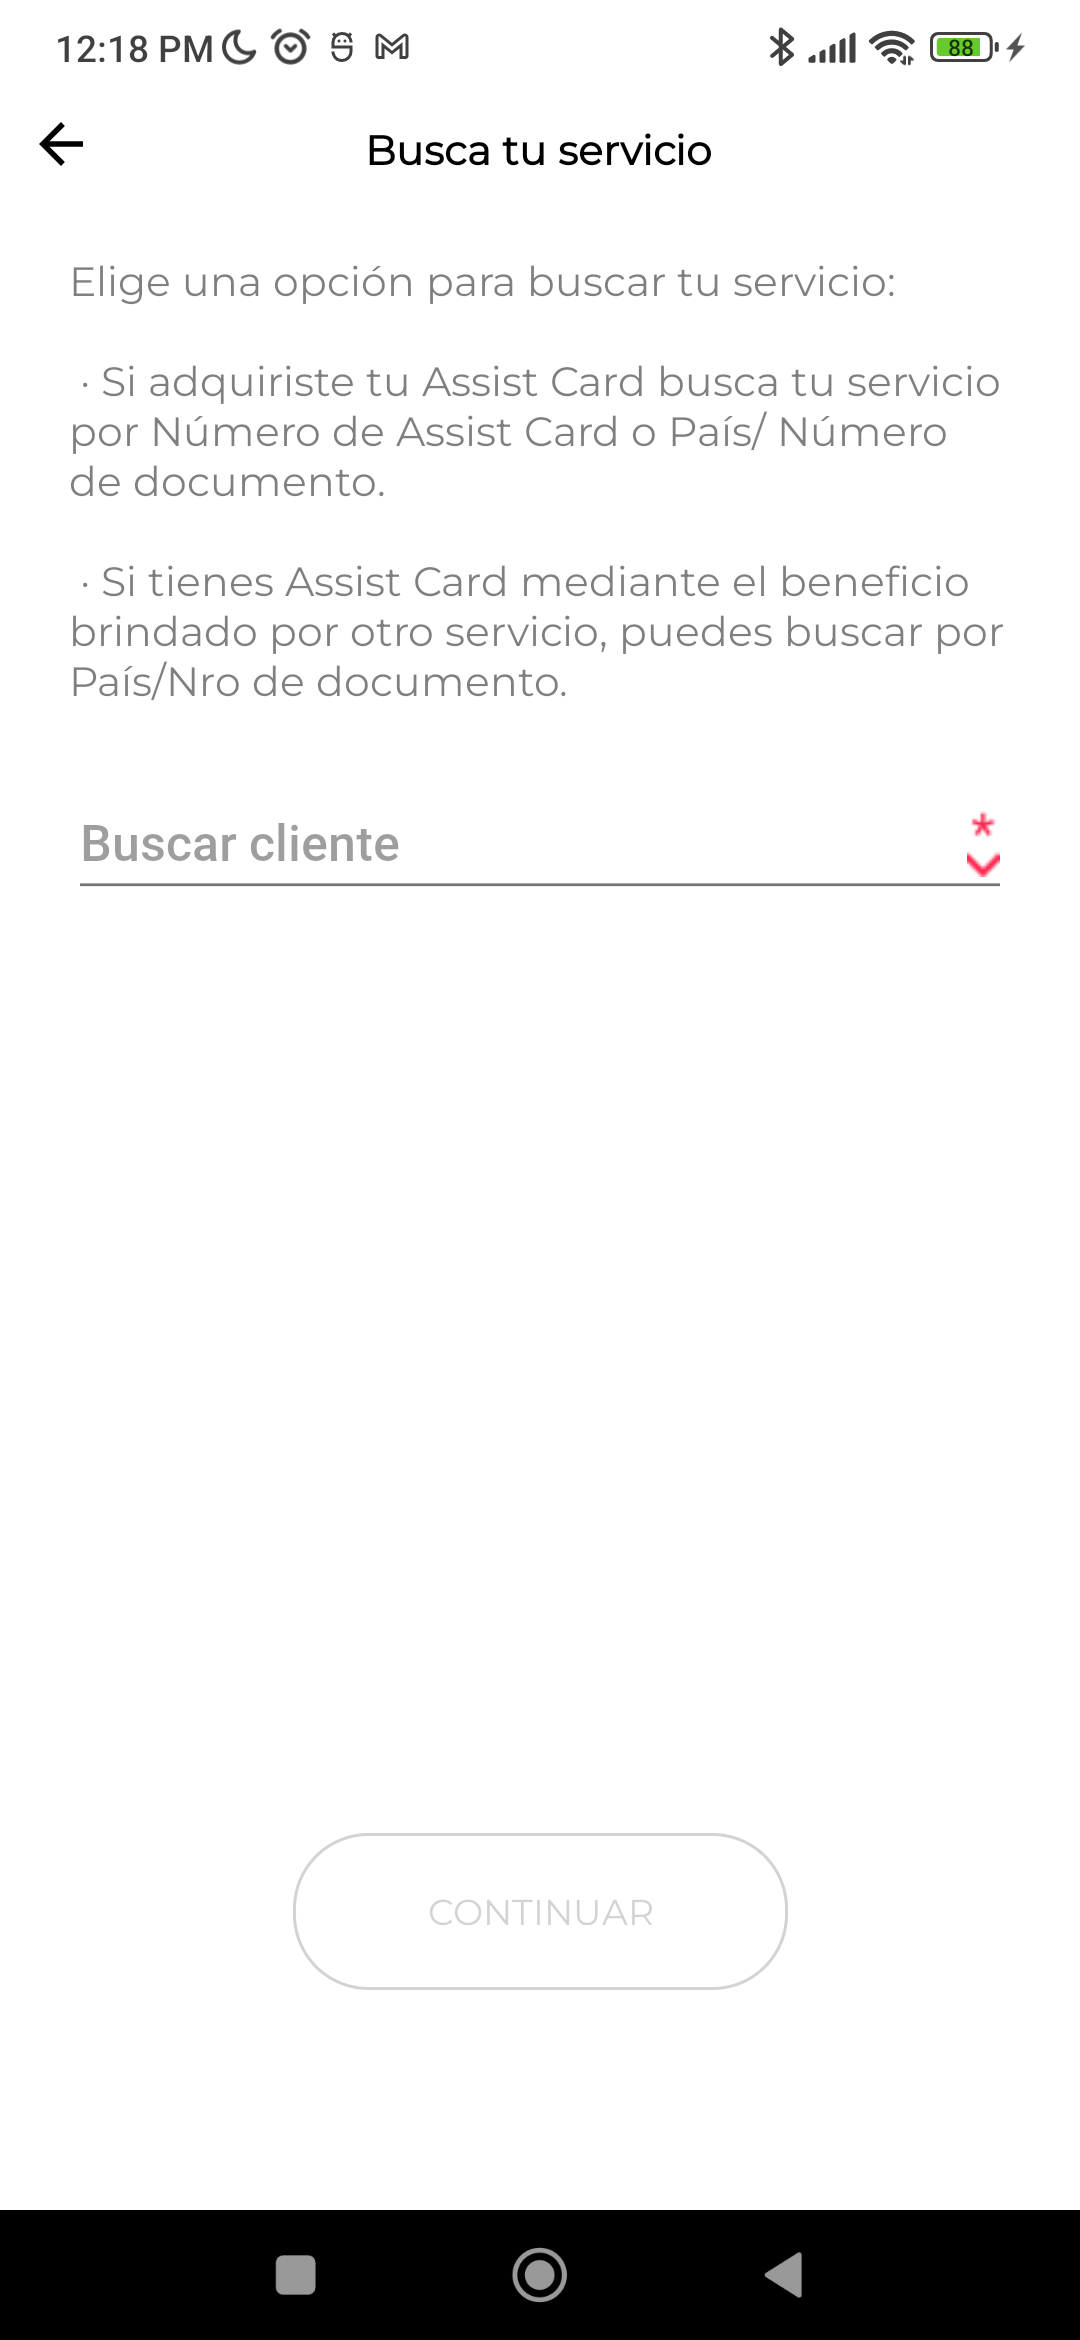 12:18 PM
88
Busca tu servicio
Elige una opción para buscar tu servicio:
· Si adquiriste tu Assist Card busca tu servicio
por Número de Assist Card o País/ Número
de documento.
· Si tienes Assist Card mediante el beneficio
brindado por otro servicio, puedes buscar por
País/Nro de documento.
Buscar cliente *
CONTINUAR